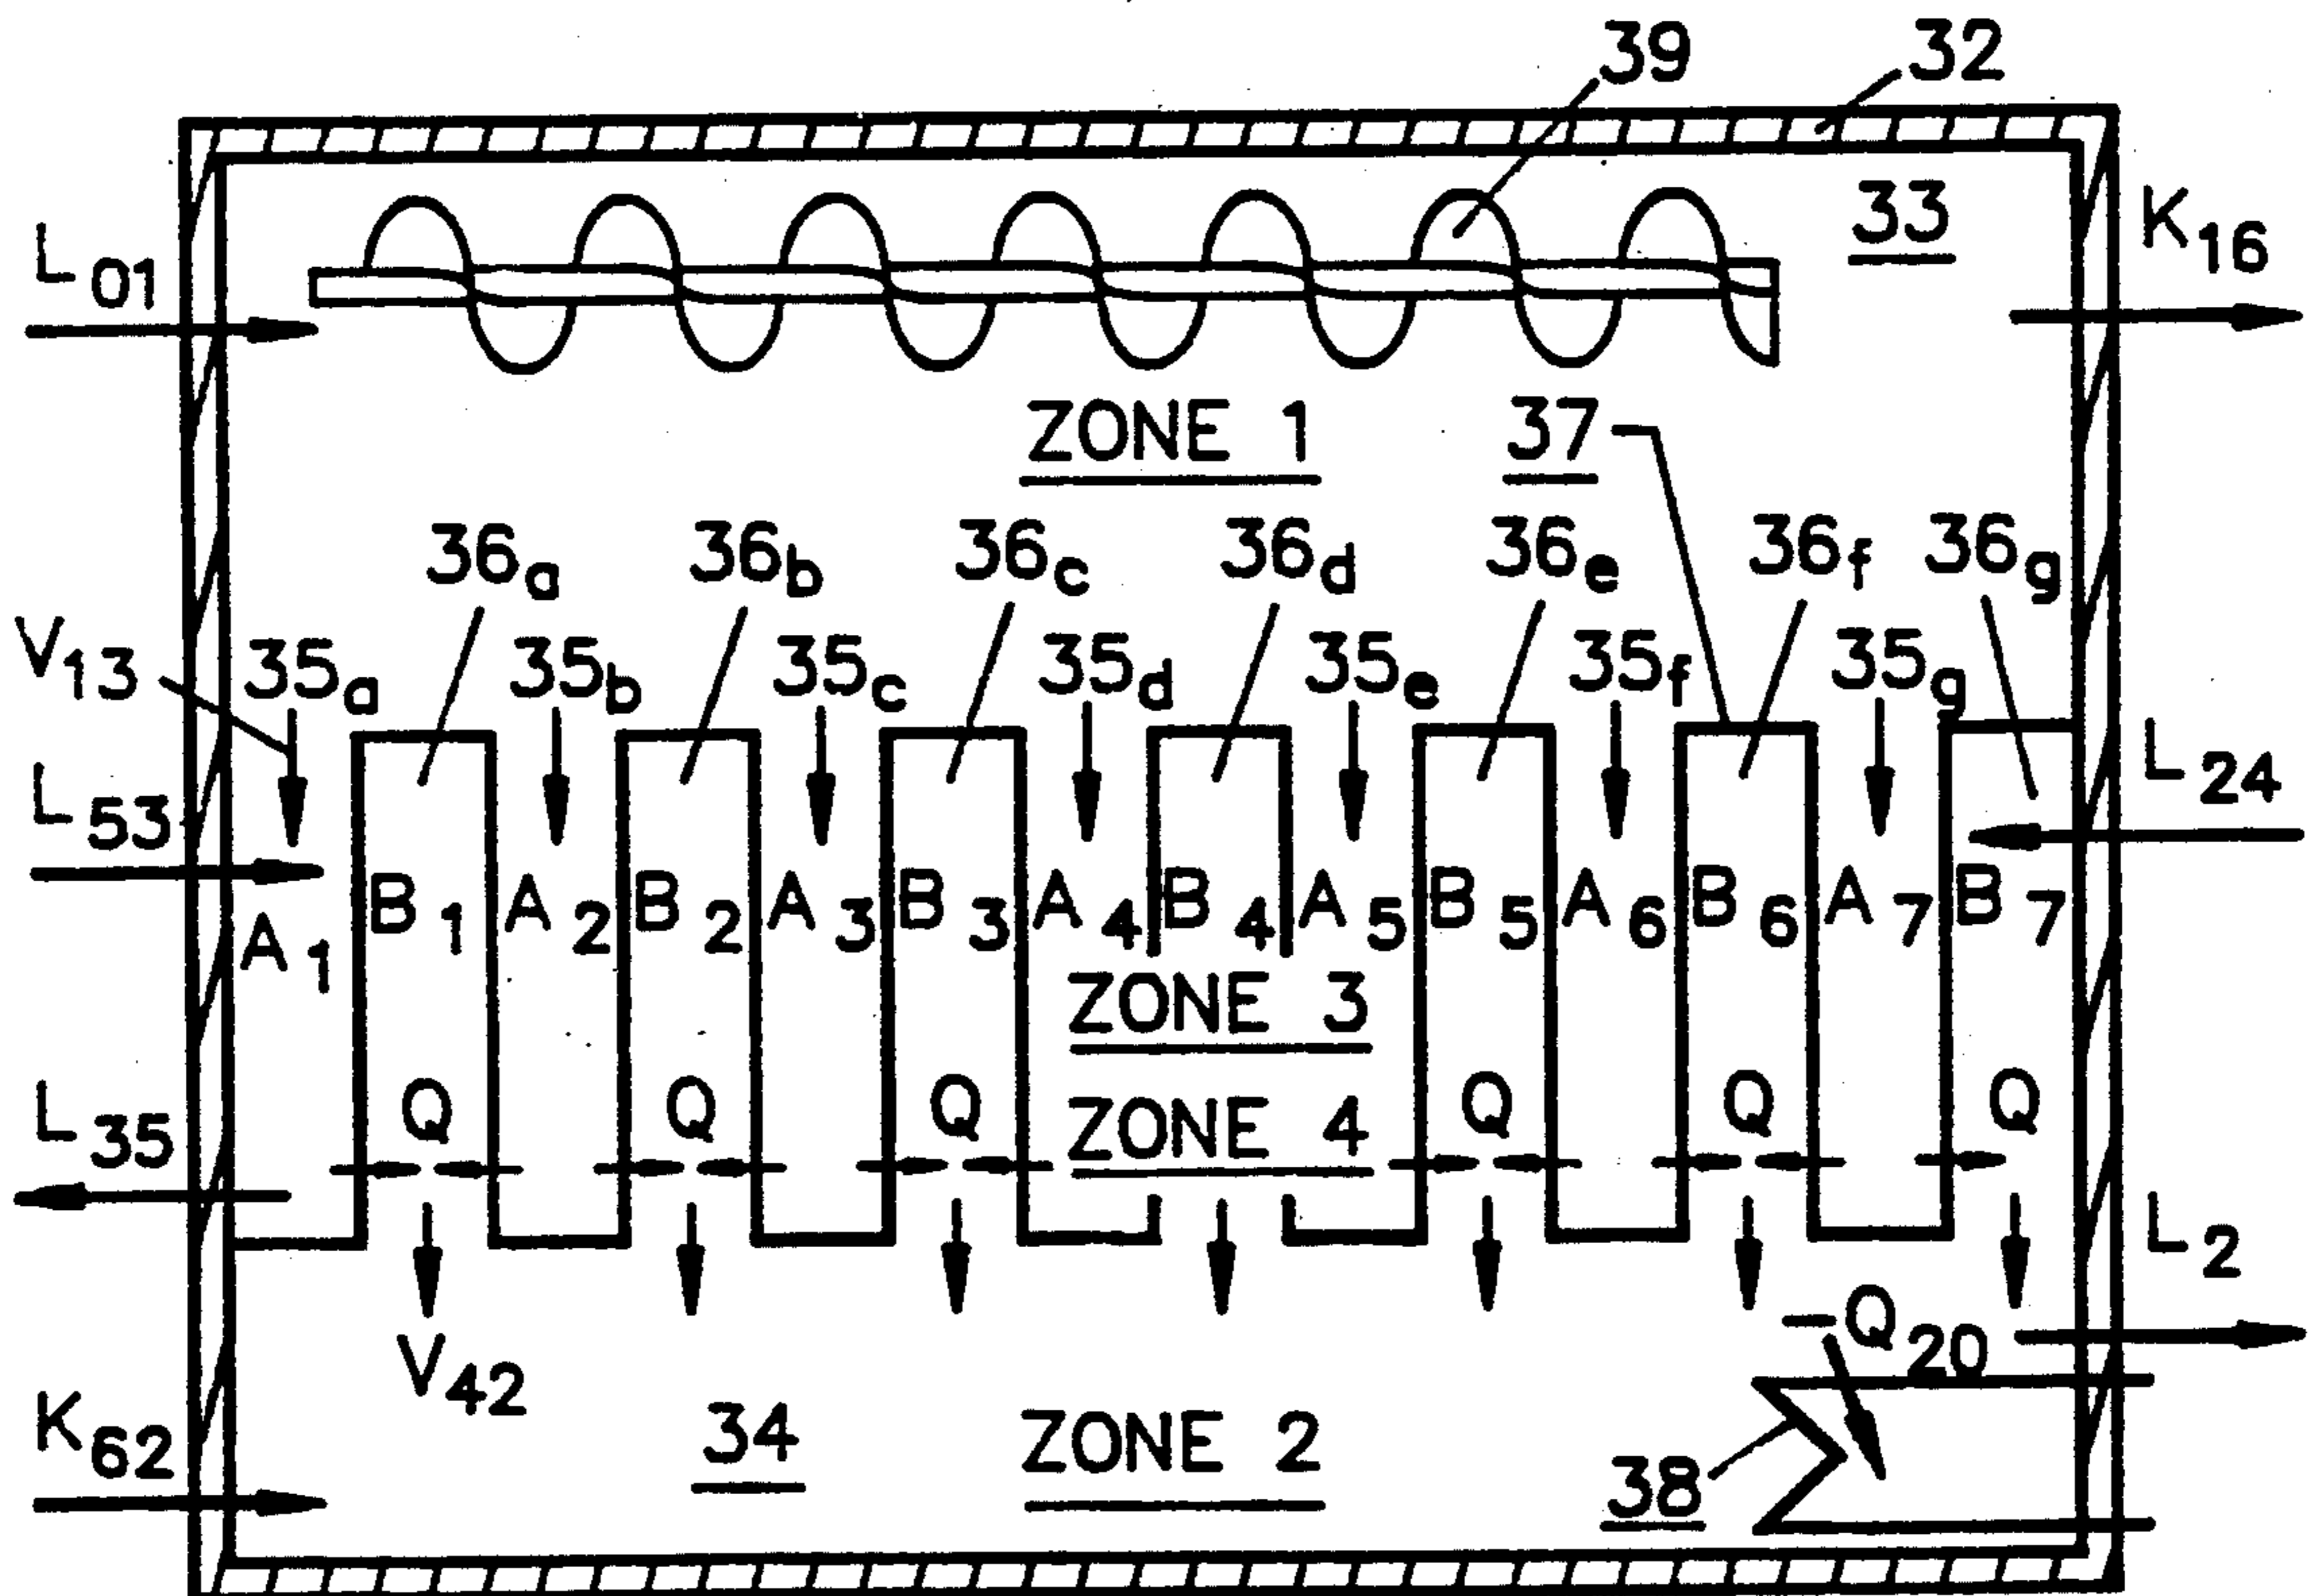 39 32
33
L01 K16
ZONE 1 37
36a 36b 36c 36d 36e 36f 36g
V13 35a 35b 35c 35d 35e 35f 35g
L53 L24
A1 B1 A2 B2 A3 B3 A4 B4 A5 B5 A6 B6 A7 B7
ZONE 3
L35 Q Q Q ZONE 4 Q Q Q
L2
-Q20
V42
K62 34 ZONE 2 38